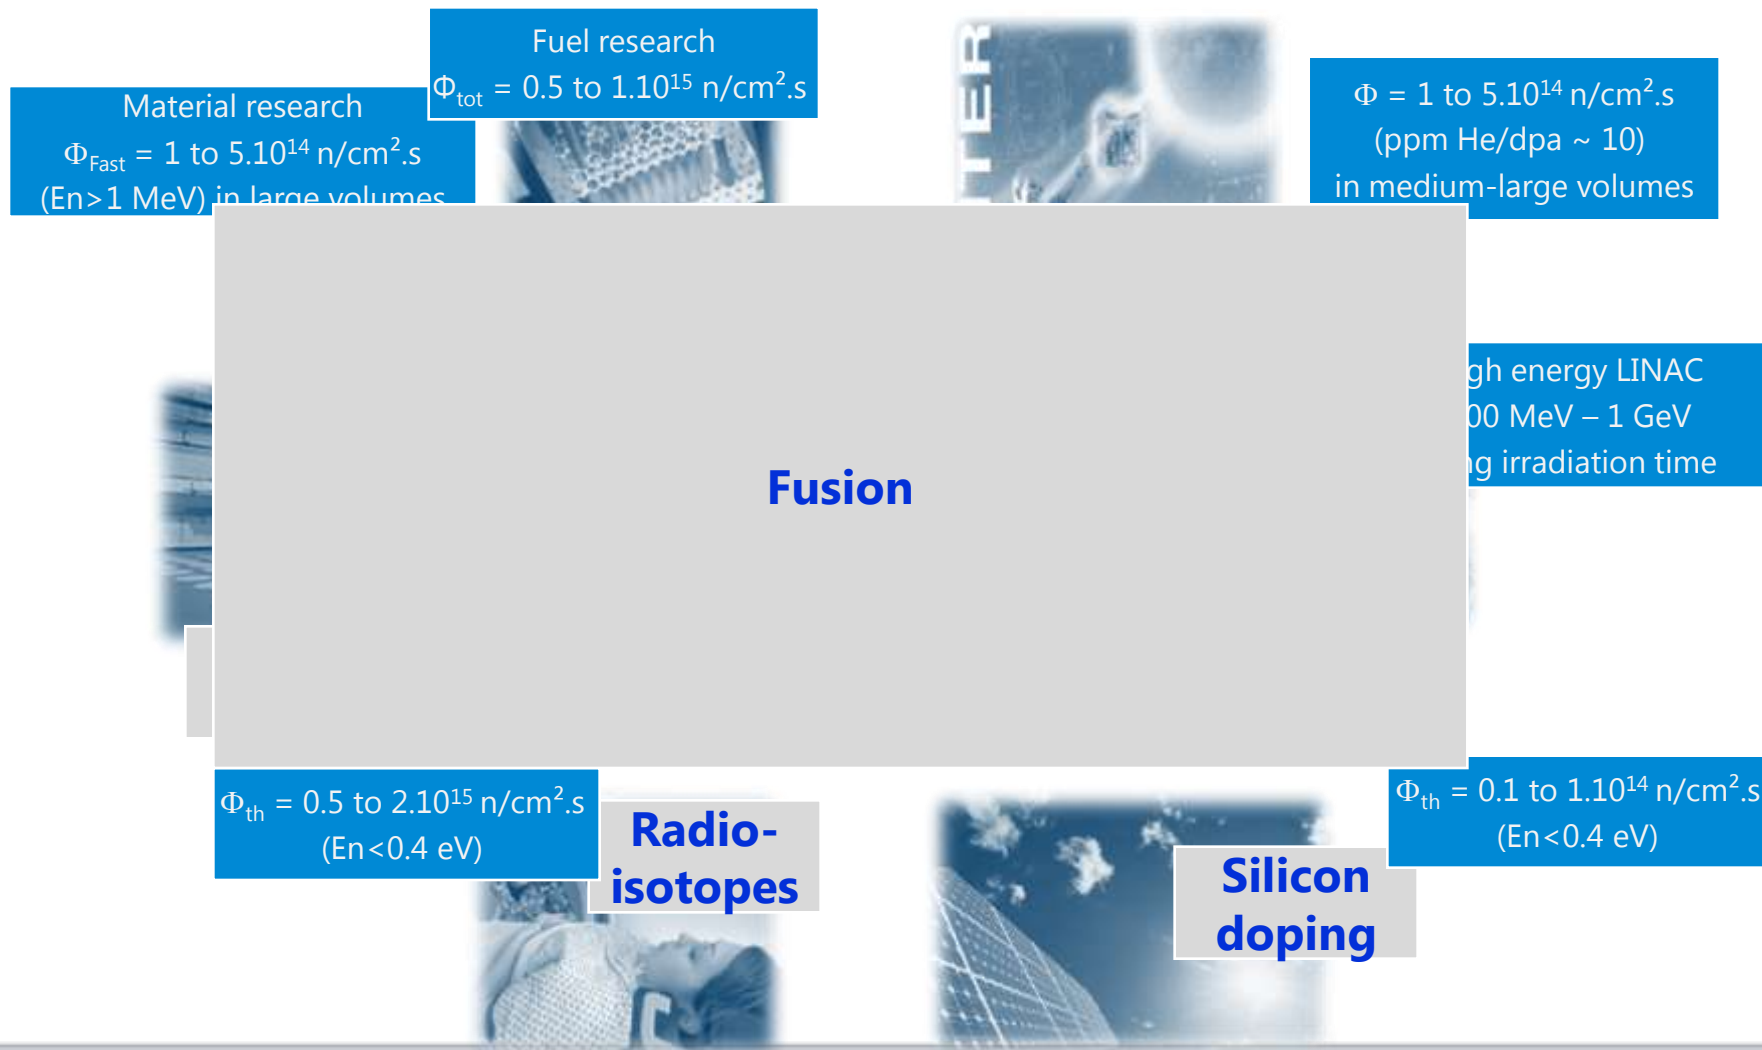 Fuel research
Φtot = 0.5 to 1.10¹⁵ n/cm².s
Material research
ΦFast = 1 to 5.10¹⁴ n/cm².s
(En>1 MeV) in large volumes
ITER
Φ = 1 to 5.10¹⁴ n/cm².s
(ppm He/dpa ~ 10)
in medium-large volumes
energy LINAC
MeV – 1 GeV
irradiation time
Fusion
Φth = 0.5 to 2.10¹⁵ n/cm².s
(En<0.4 eV)
Radio-
isotopes
Silicon
doping
Φth = 0.1 to 1.10¹⁴ n/cm².s
(En<0.4 eV)